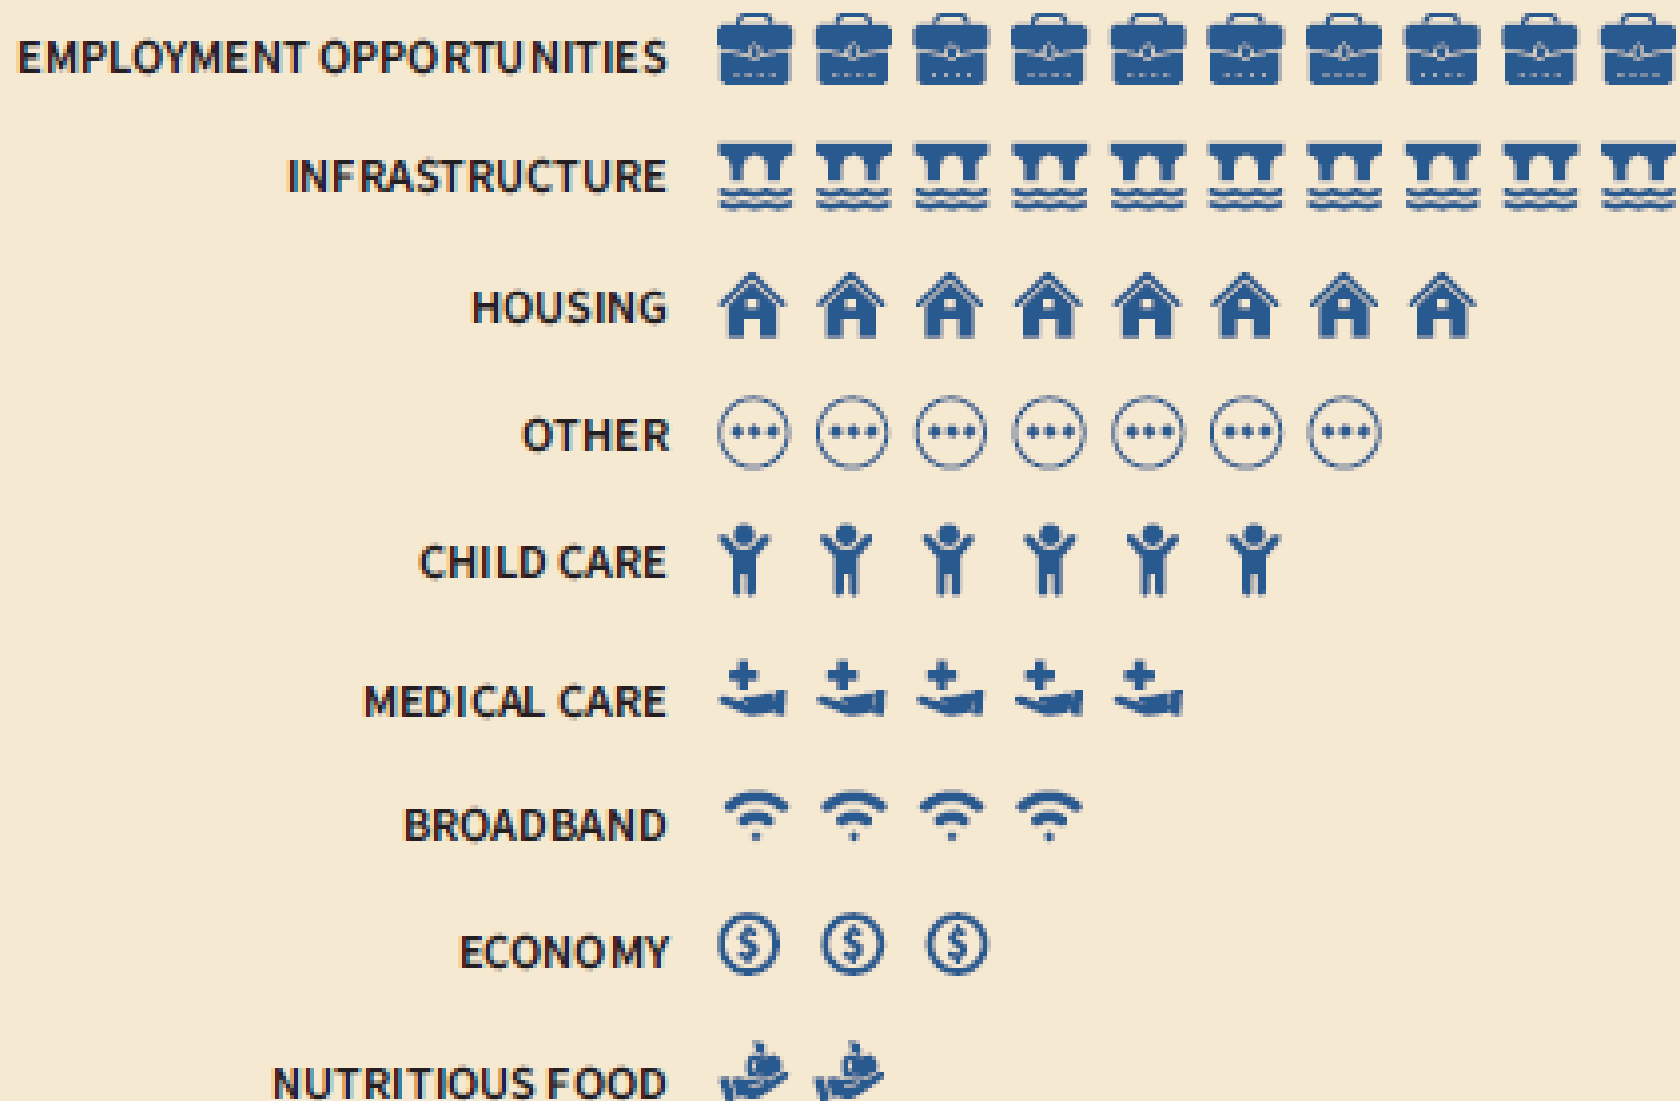 EMPLOYMENT OPPORTUNITIES
INFRASTRUCTURE
HOUSING
OTHER
CHILD CARE
MEDICAL CARE
BROADBAND
ECONOMY
NUTRITIOUS FOOD